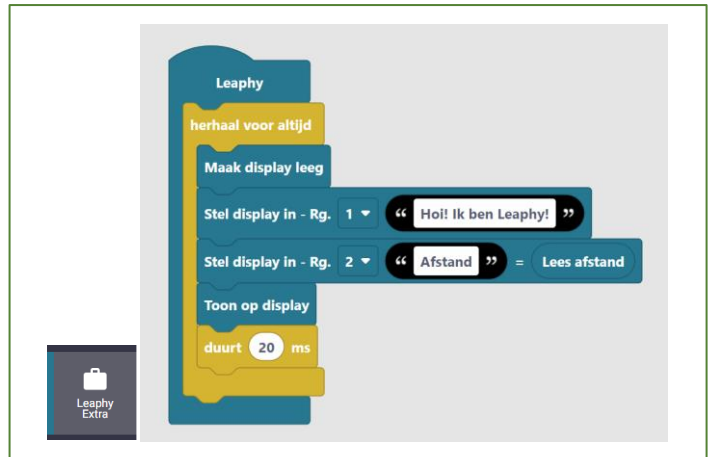 Leaphy
herhaal voor altijd
Maak display leeg
Stel display in - Rg. 1 “ Hoi! Ik ben Leaphy! ”
Stel display in - Rg. 2 “ Afstand ” = Lees afstand
Toon op display
duurt 20 ms
Leaphy
Extra